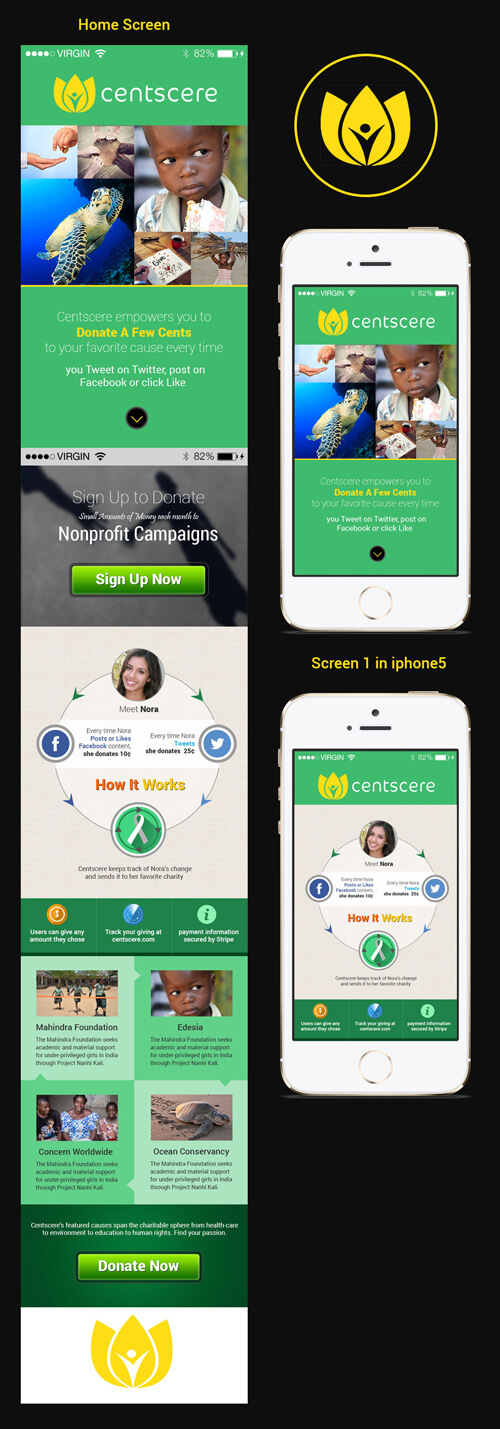 Home Screen
VIRGIN 82%
centscere
Give
Centscere empowers you to
Donate A Few Cents
to your favorite cause every time
you Tweet on Twitter, post on
Facebook or click Like
VIRGIN 82%
Sign Up to Donate
Small Amounts of Money each month to
Nonprofit Campaigns
Sign Up Now
Meet Nora
Every time Nora
Posts or Likes
Facebook content,
she donates 10¢
Every time Nora
Tweets
she donates 25¢
How It Works
Centscere keeps track of Nora's change
and sends it to her favorite charity
Users can give any
amount they chose
Track your giving at
centscere.com
payment information
secured by Stripe
Mahindra Foundation
The Mahindra Foundation seeks
academic and material support
for under-privileged girls in India
through Project Nanhi Kali.
Edesia
The Mahindra Foundation seeks
academic and material support
for under-privileged girls in India
through Project Nanhi Kali.
Concern Worldwide
The Mahindra Foundation seeks
academic and material support
for under-privileged girls in India
through Project Nanhi Kali.
Ocean Conservancy
The Mahindra Foundation seeks
academic and material support
for under-privileged girls in India
through Project Nanhi Kali.
Centscere's featured causes span the charitable sphere from health-care
to environment to education to human rights. Find your passion.
Donate Now
VIRGIN 82%
centscere
Give
Centscere empowers you to
Donate A Few Cents
to your favorite cause every time
you Tweet on Twitter, post on
Facebook or click Like
Screen 1 in iphone5
VIRGIN 82%
centscere
Meet Nora
Every time Nora
Posts or Likes
Facebook content,
she donates 10¢
Every time Nora
Tweets
she donates 25¢
How It Works
Centscere keeps track of Nora's change
and sends it to her favorite charity
Users can give any
amount they chose
Track your giving at
centscere.com
payment information
secured by Stripe